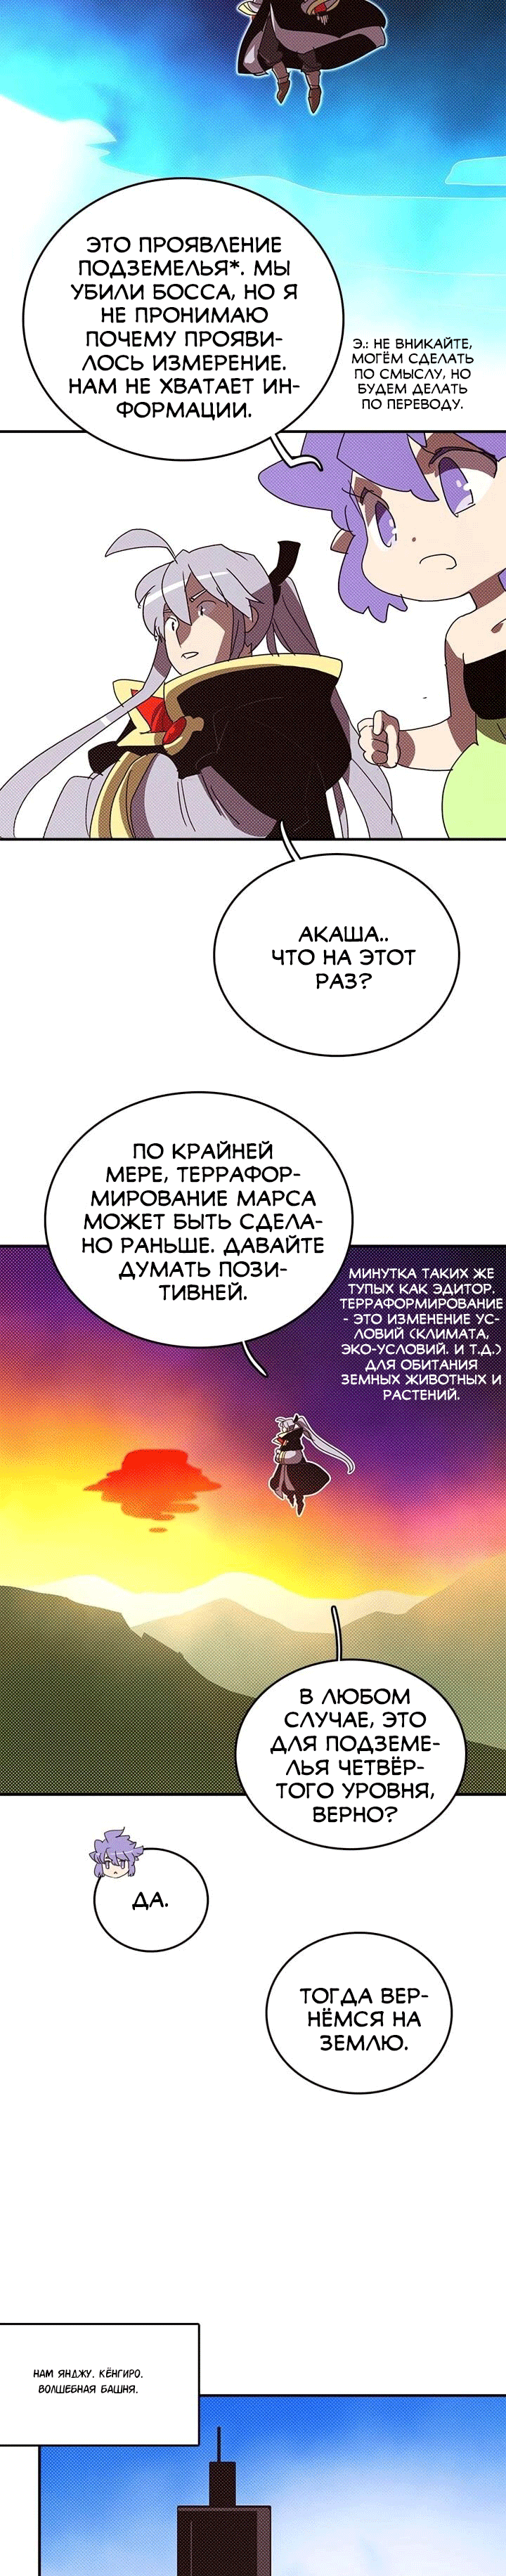 ЭТО ПРОЯВЛЕНИЕ
ПОДЗЕМЕЛЬЯ*. МЫ
УБИЛИ БОССА, НО Я
НЕ ПРОНИМАЮ
ПОЧЕМУ ПРОЯВИ-
ЛОСЬ ИЗМЕРЕНИЕ.
НАМ НЕ ХВАТАЕТ ИН-
ФОРМАЦИИ.
Э.: НЕ ВНИКАЙТЕ,
МОГЁМ СДЕЛАТЬ
ПО СМЫСЛУ, НО
БУДЕМ ДЕЛАТЬ
ПО ПЕРЕВОДУ.
АКАША..
ЧТО НА ЭТОТ
РАЗ?
ПО КРАЙНЕЙ
МЕРЕ, ТЕРРАФОР-
МИРОВАНИЕ МАРСА
МОЖЕТ БЫТЬ СДЕЛА-
НО РАНЬШЕ. ДАВАЙТЕ
ДУМАТЬ ПОЗИ-
ТИВНЕЙ.
МИНУТКА ТАКИХ ЖЕ
ТУПЫХ КАК ЭДИТОР.
ТЕРРАФОРМИРОВАНИЕ
- ЭТО ИЗМЕНЕНИЕ УС-
ЛОВИЙ (КЛИМАТА,
ЭКО-УСЛОВИЙ. И Т.Д.)
ДЛЯ ОБИТАНИЯ
ЗЕМНЫХ ЖИВОТНЫХ И
РАСТЕНИЙ.
В ЛЮБОМ
СЛУЧАЕ, ЭТО
ДЛЯ ПОДЗЕМЕ-
ЛЬЯ ЧЕТВЁР-
ТОГО УРОВНЯ,
ВЕРНО?
ДА.
ТОГДА ВЕР-
НЁМСЯ НА
ЗЕМЛЮ.
НАМ ЯНДЖУ. КЁНГИРО.
ВОЛШЕБНАЯ БАШНЯ.